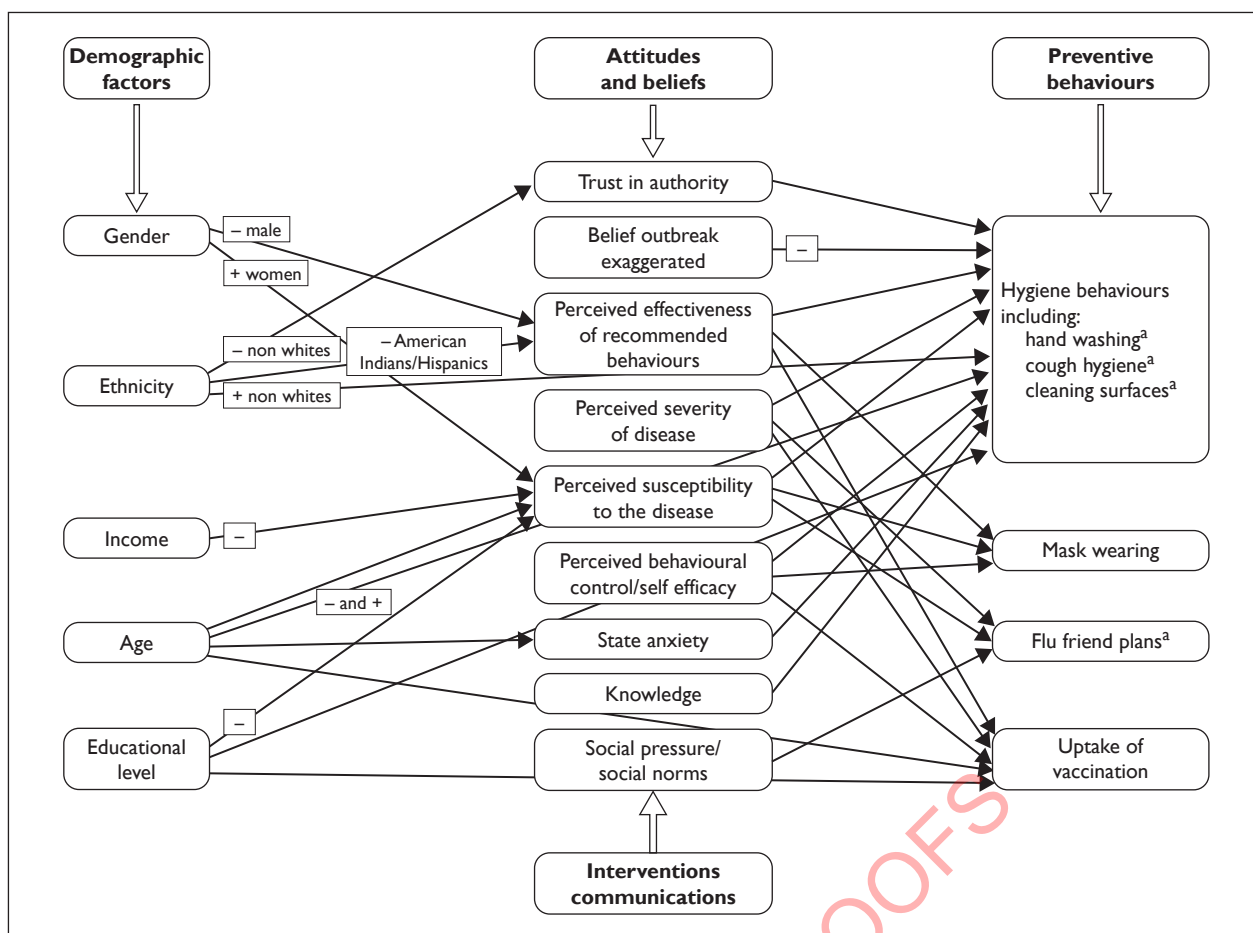 Demographic
factors
Attitudes
and beliefs
Preventive
behaviours
Trust in authority
Gender
– male
+ women
Belief outbreak
exaggerated
–
Perceived effectiveness
of recommended
behaviours
– American
Indians/Hispanics
– non whites
Ethnicity
+ non whites
Hygiene behaviours
including:
hand washingᵃ
cough hygieneᵃ
cleaning surfacesᵃ
Perceived severity
of disease
Perceived susceptibility
to the disease
Income
–
Perceived behavioural
control/self efficacy
Mask wearing
– and +
Age
State anxiety
Flu friend plansᵃ
Knowledge
–
Educational
level
Social pressure/
social norms
Uptake of
vaccination
Interventions
communications
OOFS